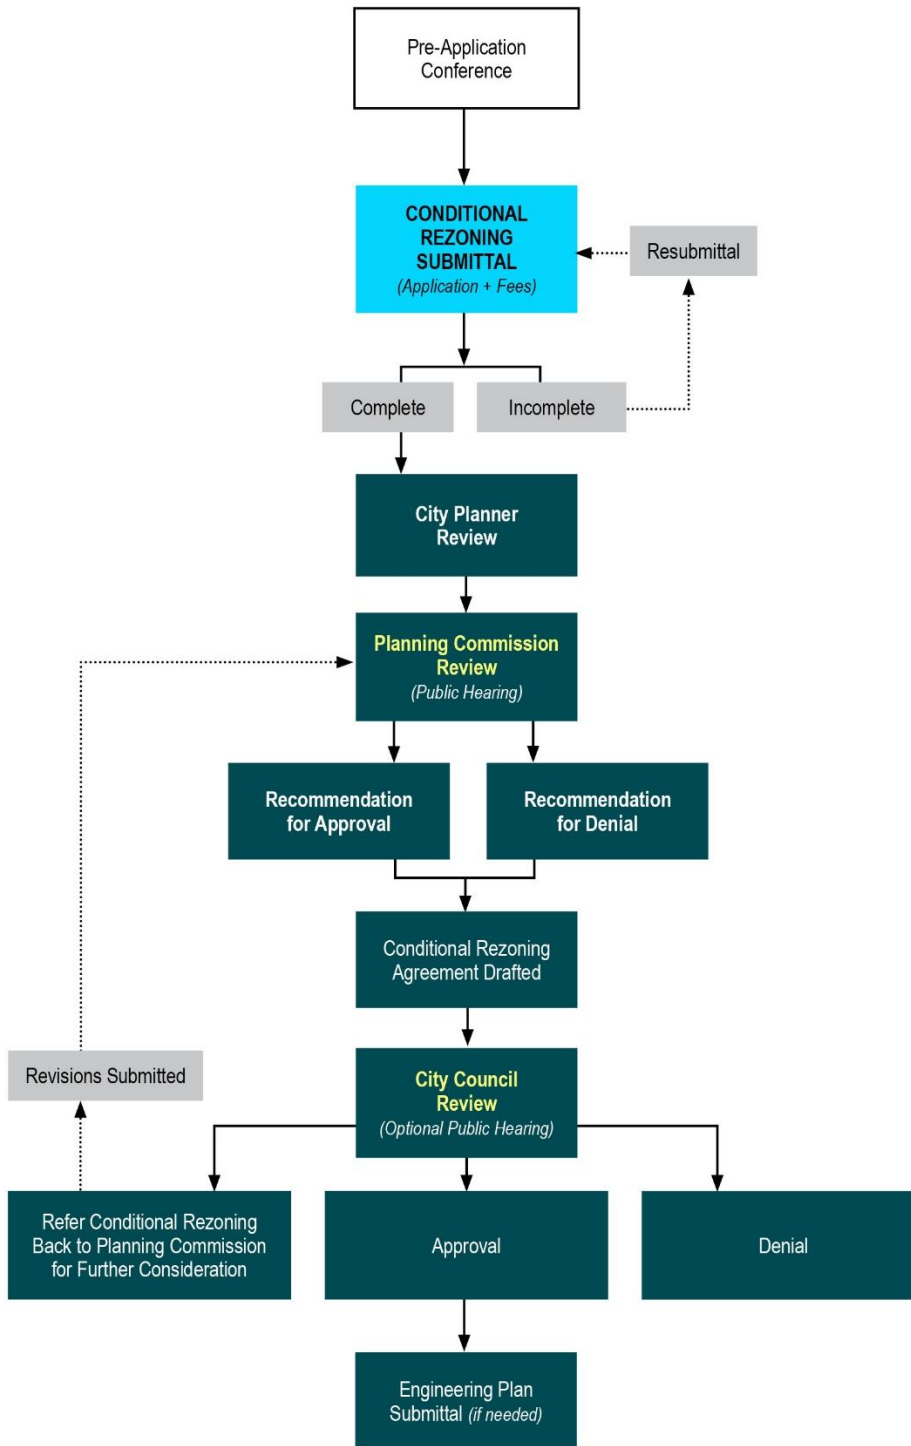 Pre-Application
Conference
CONDITIONAL
REZONING
SUBMITTAL
(Application + Fees)
Resubmittal
Complete
Incomplete
City Planner
Review
Planning Commission
Review
(Public Hearing)
Recommendation
for Approval
Recommendation
for Denial
Conditional Rezoning
Agreement Drafted
Revisions Submitted
City Council
Review
(Optional Public Hearing)
Refer Conditional Rezoning
Back to Planning Commission
for Further Consideration
Approval
Denial
Engineering Plan
Submittal (if needed)